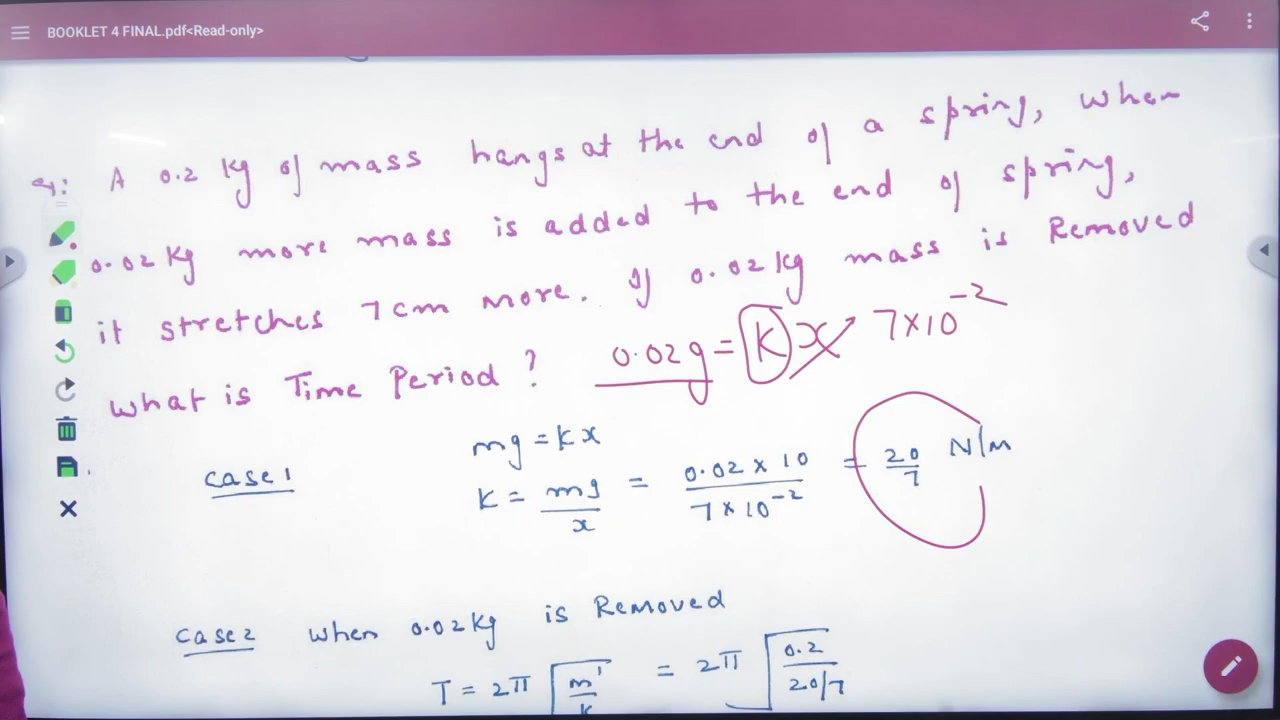 BOOKLET 4 FINAL.pdf<Read-only>
Q: A 0.2 kg of mass hangs at the end of a spring, when
0.02 kg more mass is added to the end of spring,
it stretches 7cm more. If 0.02 kg mass is Removed
what is Time Period ?
0.02g = kx 7×10⁻²
case 1
mg = kx
K = mg/x = 0.02 × 10 / 7×10⁻² = 20/7 N/m
case 2 when 0.02 kg is Removed
T = 2π √(m'/k) = 2π √(0.2 / 20/7)